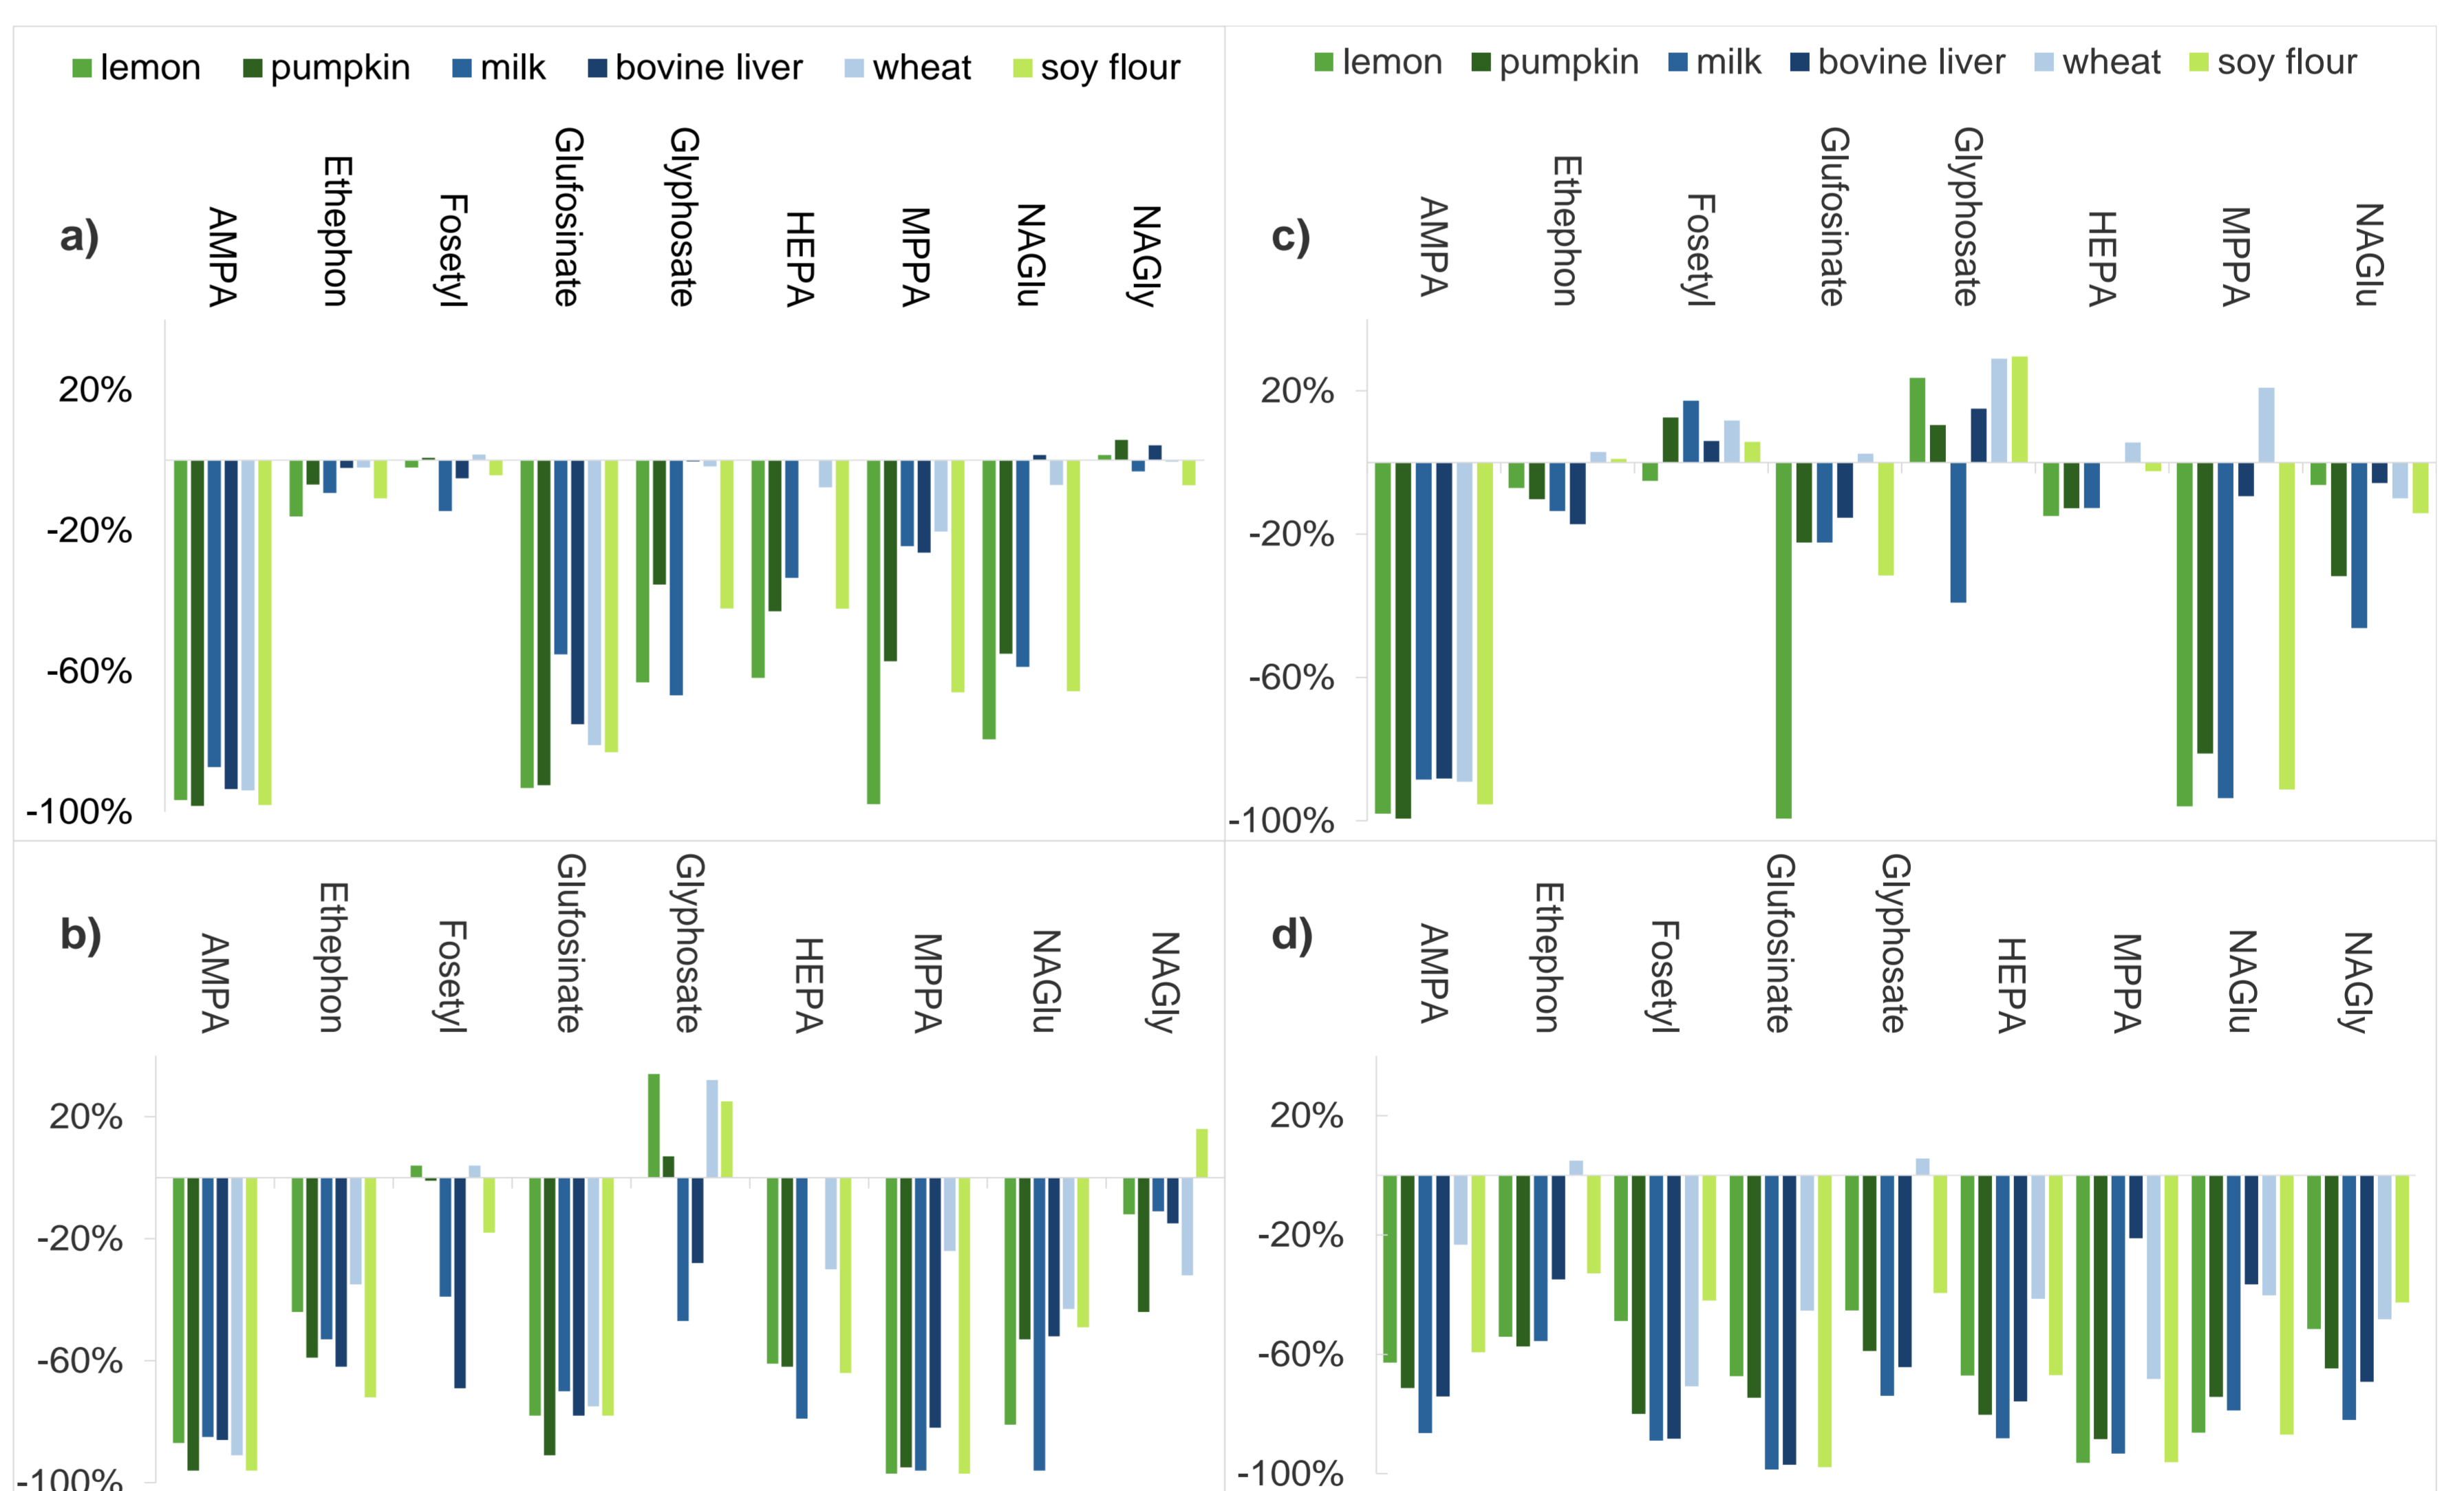 lemon pumpkin milk bovine liver wheat soy flour
a)
AMPA
Ethephon
Fosetyl
Glufosinate
Glyphosate
HEPA
MPPA
NAGlu
NAGly
20%
-20%
-60%
-100%
lemon pumpkin milk bovine liver wheat soy flour
c)
AMPA
Ethephon
Fosetyl
Glufosinate
Glyphosate
HEPA
MPPA
NAGlu
20%
-20%
-60%
-100%
b)
AMPA
Ethephon
Fosetyl
Glufosinate
Glyphosate
HEPA
MPPA
NAGlu
NAGly
20%
-20%
-60%
-100%
d)
AMPA
Ethephon
Fosetyl
Glufosinate
Glyphosate
HEPA
MPPA
NAGlu
NAGly
20%
-20%
-60%
-100%